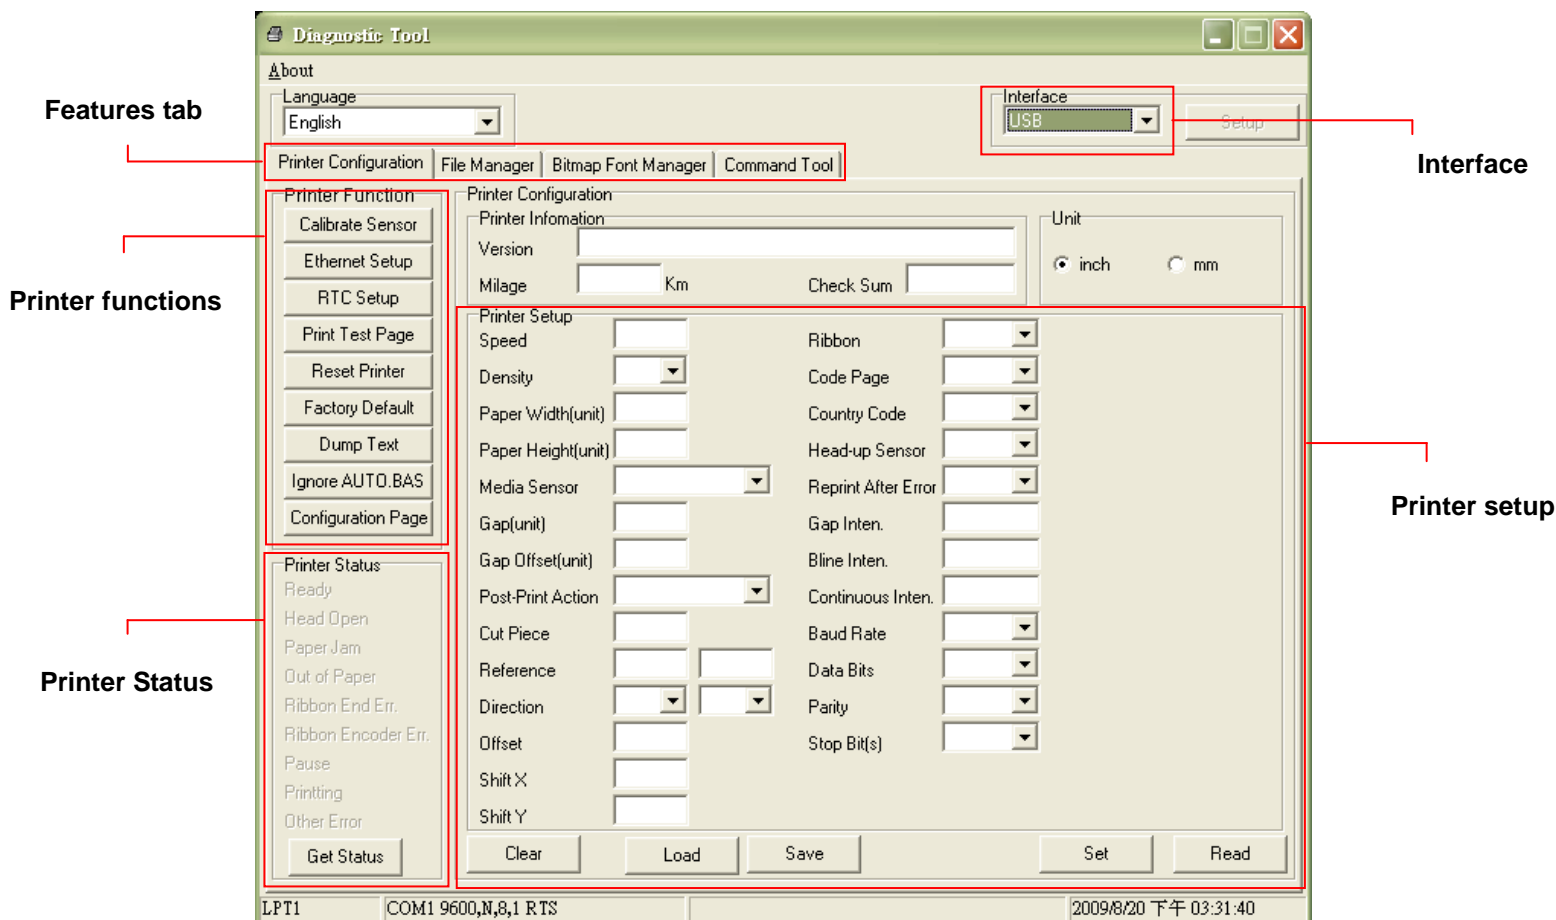 Diagnostic Tool
About
Language
English
Interface
USB
Setup
Features tab
Interface
Printer Configuration
File Manager
Bitmap Font Manager
Command Tool
Printer Function
Calibrate Sensor
Ethernet Setup
RTC Setup
Print Test Page
Reset Printer
Factory Default
Dump Text
Ignore AUTO.BAS
Configuration Page
Printer functions
Printer Status
Ready
Head Open
Paper Jam
Out of Paper
Ribbon End Err.
Ribbon Encoder Err.
Pause
Printting
Other Error
Get Status
Printer Status
Printer Configuration
Printer Infomation
Version
Milage
Km
Check Sum
Unit
inch
mm
Printer Setup
Speed
Density
Paper Width(unit)
Paper Height(unit)
Media Sensor
Gap(unit)
Gap Offset(unit)
Post-Print Action
Cut Piece
Reference
Direction
Offset
Shift X
Shift Y
Ribbon
Code Page
Country Code
Head-up Sensor
Reprint After Error
Gap Inten.
Bline Inten.
Continuous Inten.
Baud Rate
Data Bits
Parity
Stop Bit(s)
Printer setup
Clear
Load
Save
Set
Read
LPT1
COM1 9600,N,8,1 RTS
2009/8/20 下午 03:31:40